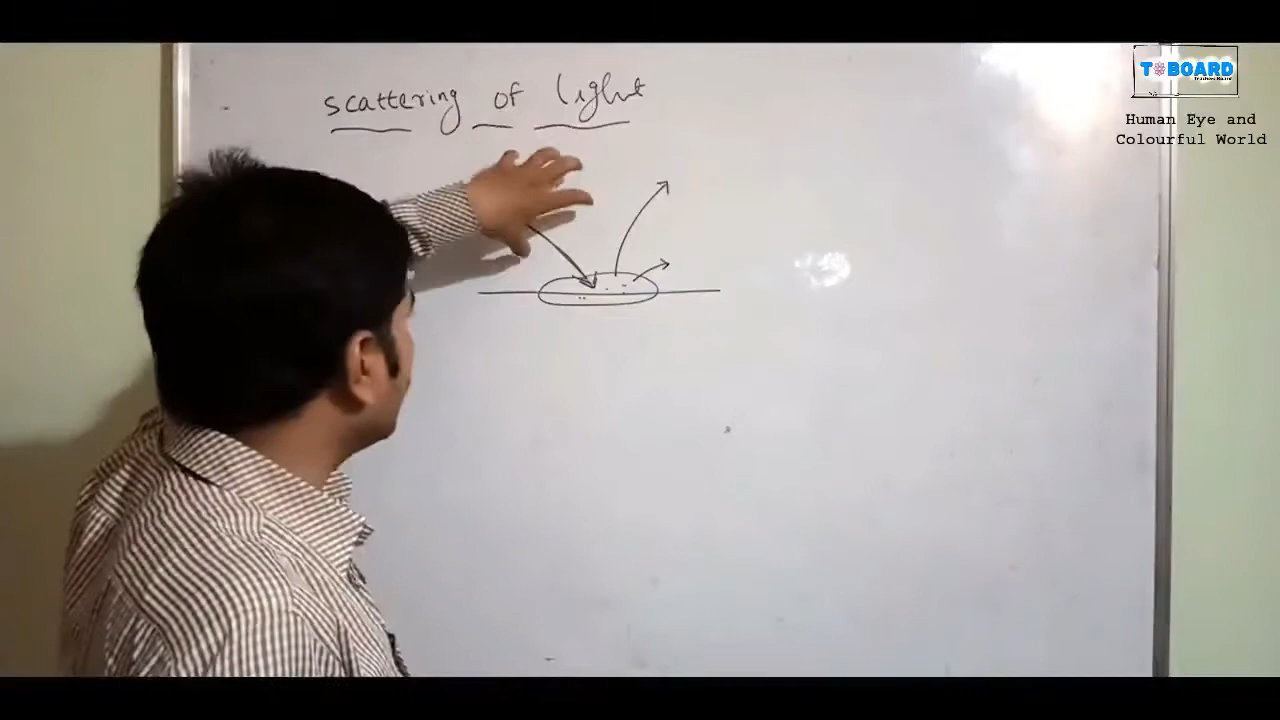 scattering of light
T BOARD
Human Eye and
Colourful World